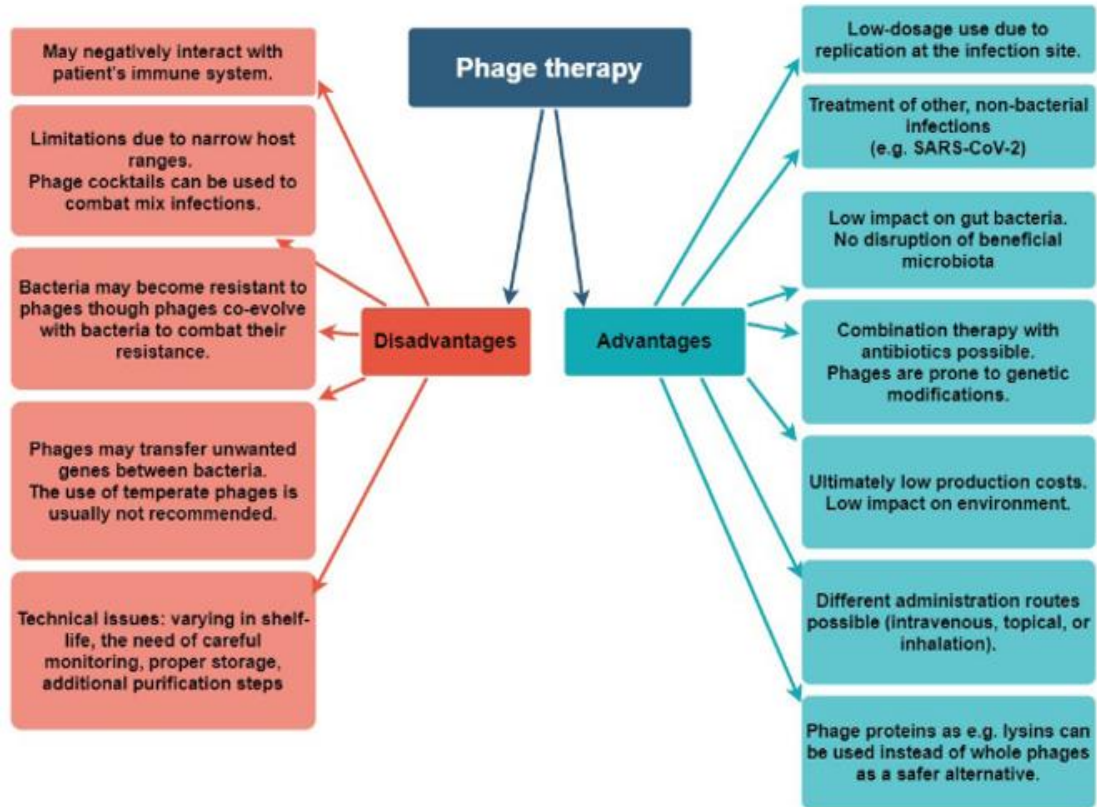 Phage therapy
May negatively interact with
patient's immune system.
Limitations due to narrow host
ranges.
Phage cocktails can be used to
combat mix infections.
Bacteria may become resistant to
phages though phages co-evolve
with bacteria to combat their
resistance.
Phages may transfer unwanted
genes between bacteria.
The use of temperate phages is
usually not recommended.
Technical issues: varying in shelf-
life, the need of careful
monitoring, proper storage,
additional purification steps
Disadvantages
Advantages
Low-dosage use due to
replication at the infection site.
Treatment of other, non-bacterial
infections
(e.g. SARS-CoV-2)
Low impact on gut bacteria.
No disruption of beneficial
microbiota
Combination therapy with
antibiotics possible.
Phages are prone to genetic
modifications.
Ultimately low production costs.
Low impact on environment.
Different administration routes
possible (intravenous, topical, or
inhalation).
Phage proteins as e.g. lysins can
be used instead of whole phages
as a safer alternative.